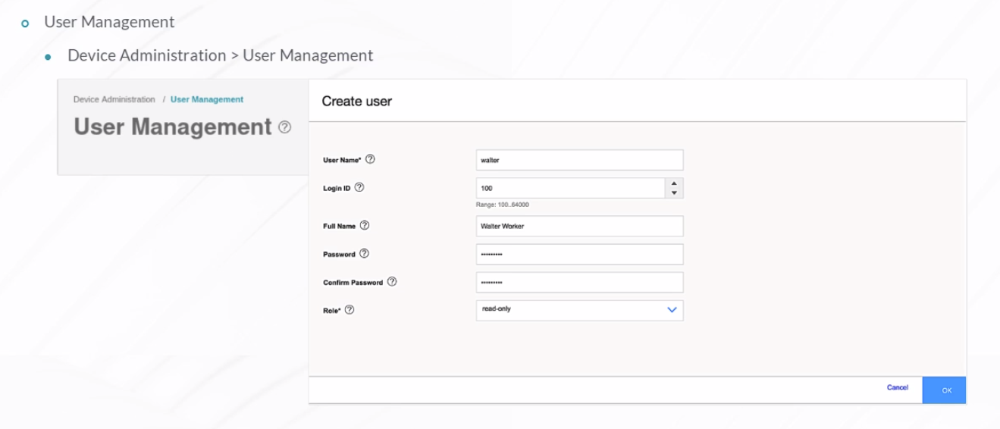 User Management
Device Administration > User Management
Device Administration / User Management
User Management ?
Create user
User Name* ? walter
Login ID ? 100
Range: 100..64000
Full Name ? Walter Worker
Password ? •••••••••
Confirm Password ? •••••••••
Role* ? read-only
Cancel OK